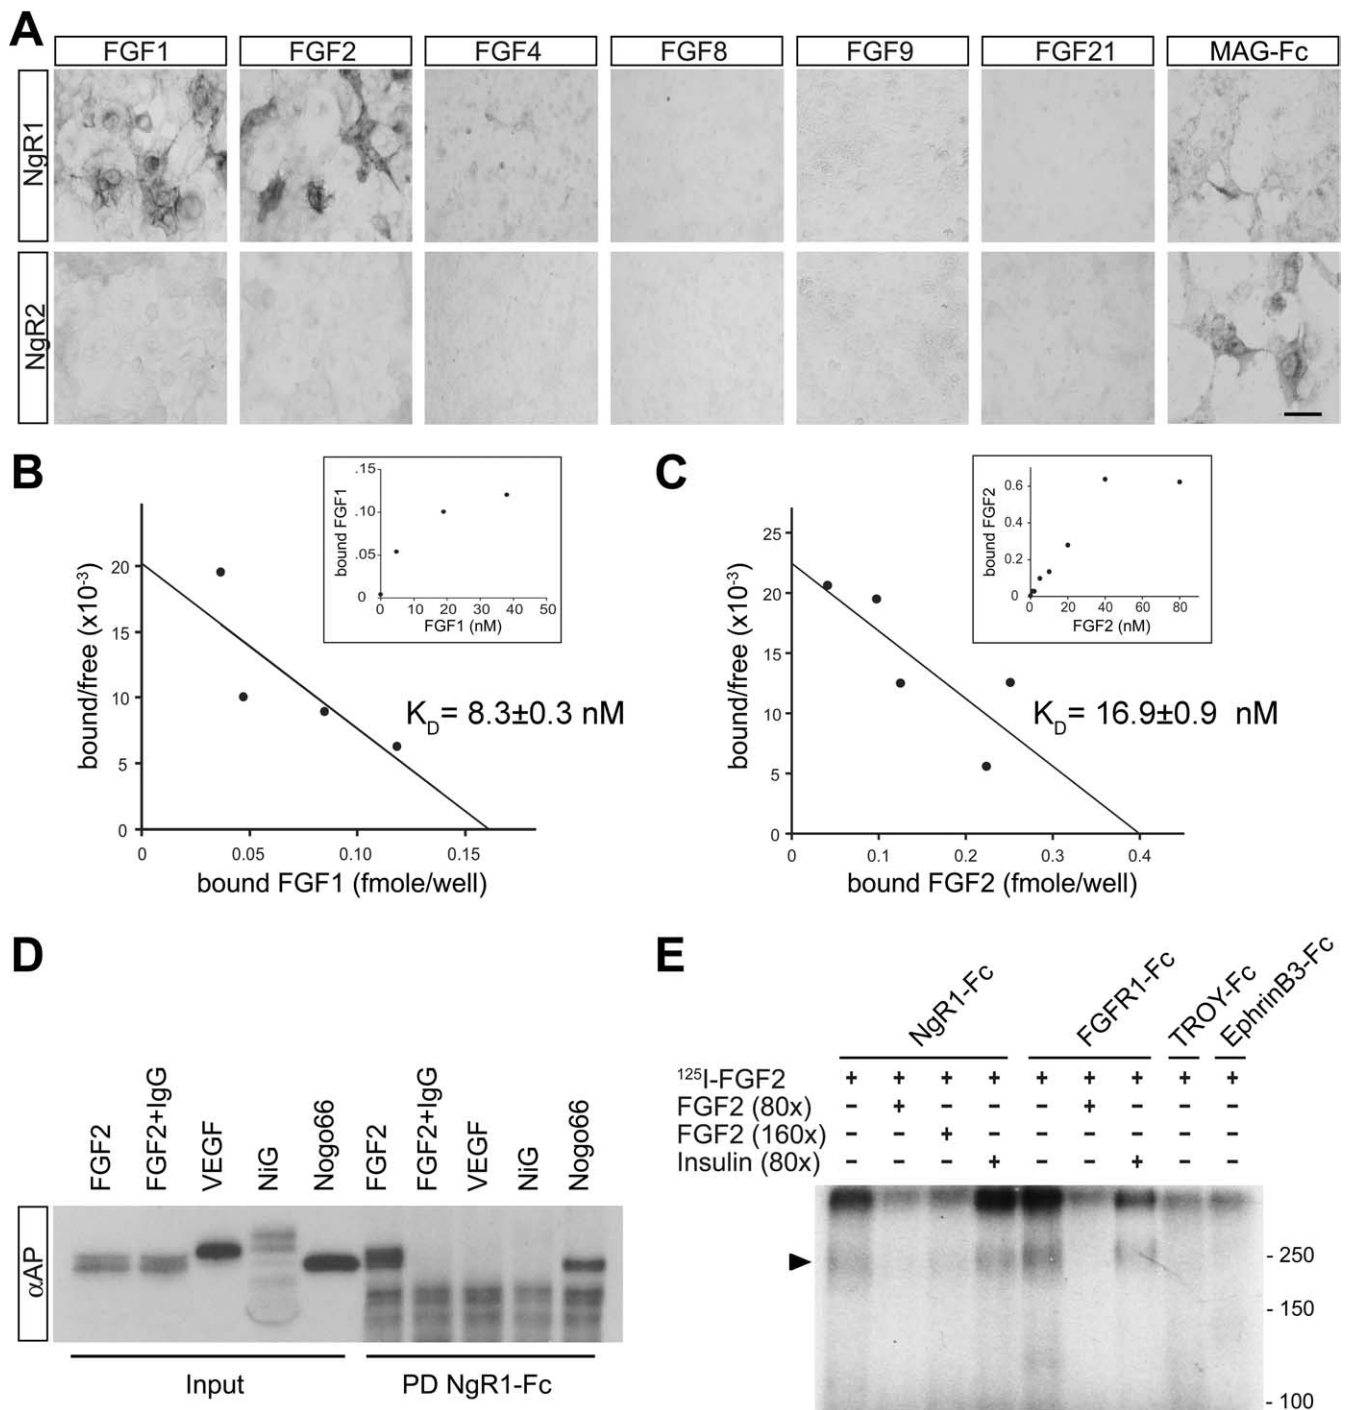 A
FGF1 FGF2 FGF4 FGF8 FGF9 FGF21 MAG-Fc
NgR1
NgR2
B
.15
.10
.05
0
0 10 20 30 40 50
bound FGF1
FGF1 (nM)
20
15
10
5
0
0 0.05 0.10 0.15
bound/free (x10-3)
bound FGF1 (fmole/well)
KD= 8.3±0.3 nM
C
0.6
0.4
0.2
0
0 20 40 60 80
bound FGF2
FGF2 (nM)
25
20
15
10
5
0
0 0.1 0.2 0.3 0.4
bound/free (x10-3)
bound FGF2 (fmole/well)
KD= 16.9±0.9 nM
D
FGF2 FGF2+IgG VEGF NiG Nogo66 FGF2 FGF2+IgG VEGF NiG Nogo66
αAP
Input PD NgR1-Fc
E
NgR1-Fc FGFR1-Fc TROY-Fc EphrinB3-Fc
125I-FGF2 + + + + + + + + +
FGF2 (80x) - + - - - + - - -
FGF2 (160x) - - + - - - - - -
Insulin (80x) - - - + - - + - -
- 250
- 150
- 100